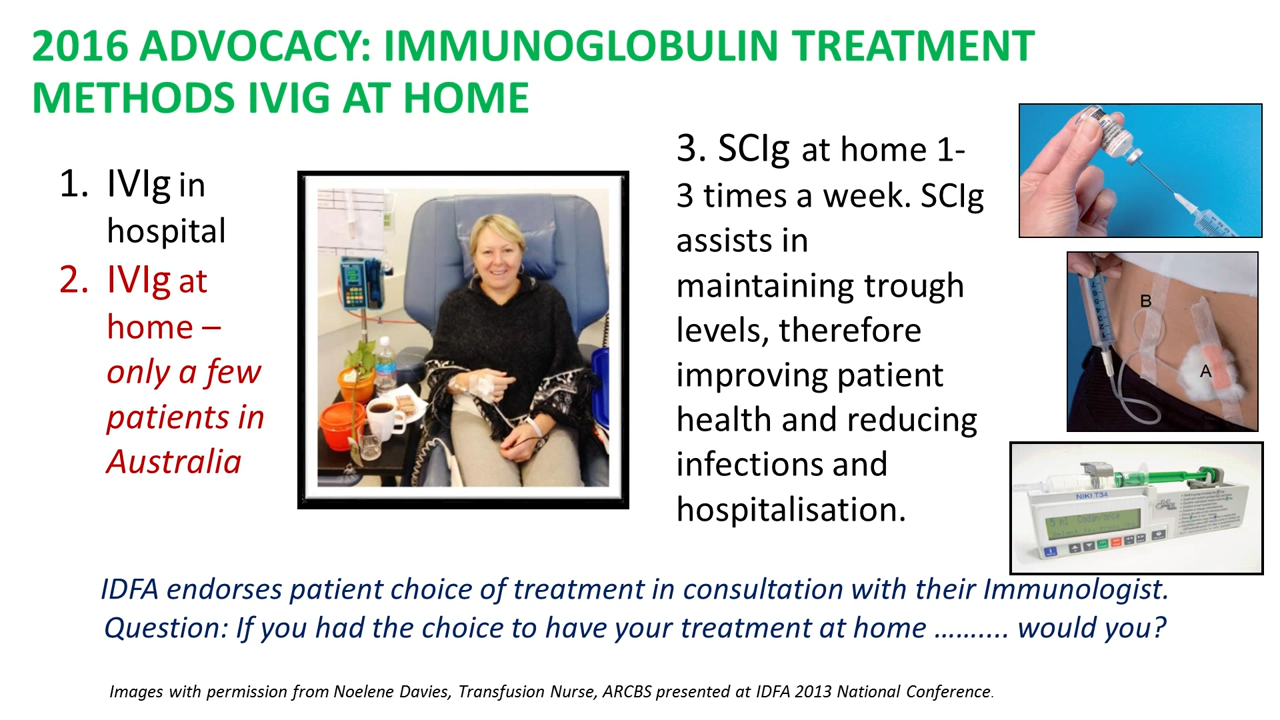 2016 ADVOCACY: IMMUNOGLOBULIN TREATMENT
METHODS IVIG AT HOME
1. IVIg in
hospital
2. IVIg at
home –
only a few
patients in
Australia
3. SCIg at home 1-
3 times a week. SCIg
assists in
maintaining trough
levels, therefore
improving patient
health and reducing
infections and
hospitalisation.
B
A
NIKI T34
IDFA endorses patient choice of treatment in consultation with their Immunologist.
Question: If you had the choice to have your treatment at home …….... would you?
Images with permission from Noelene Davies, Transfusion Nurse, ARCBS presented at IDFA 2013 National Conference.